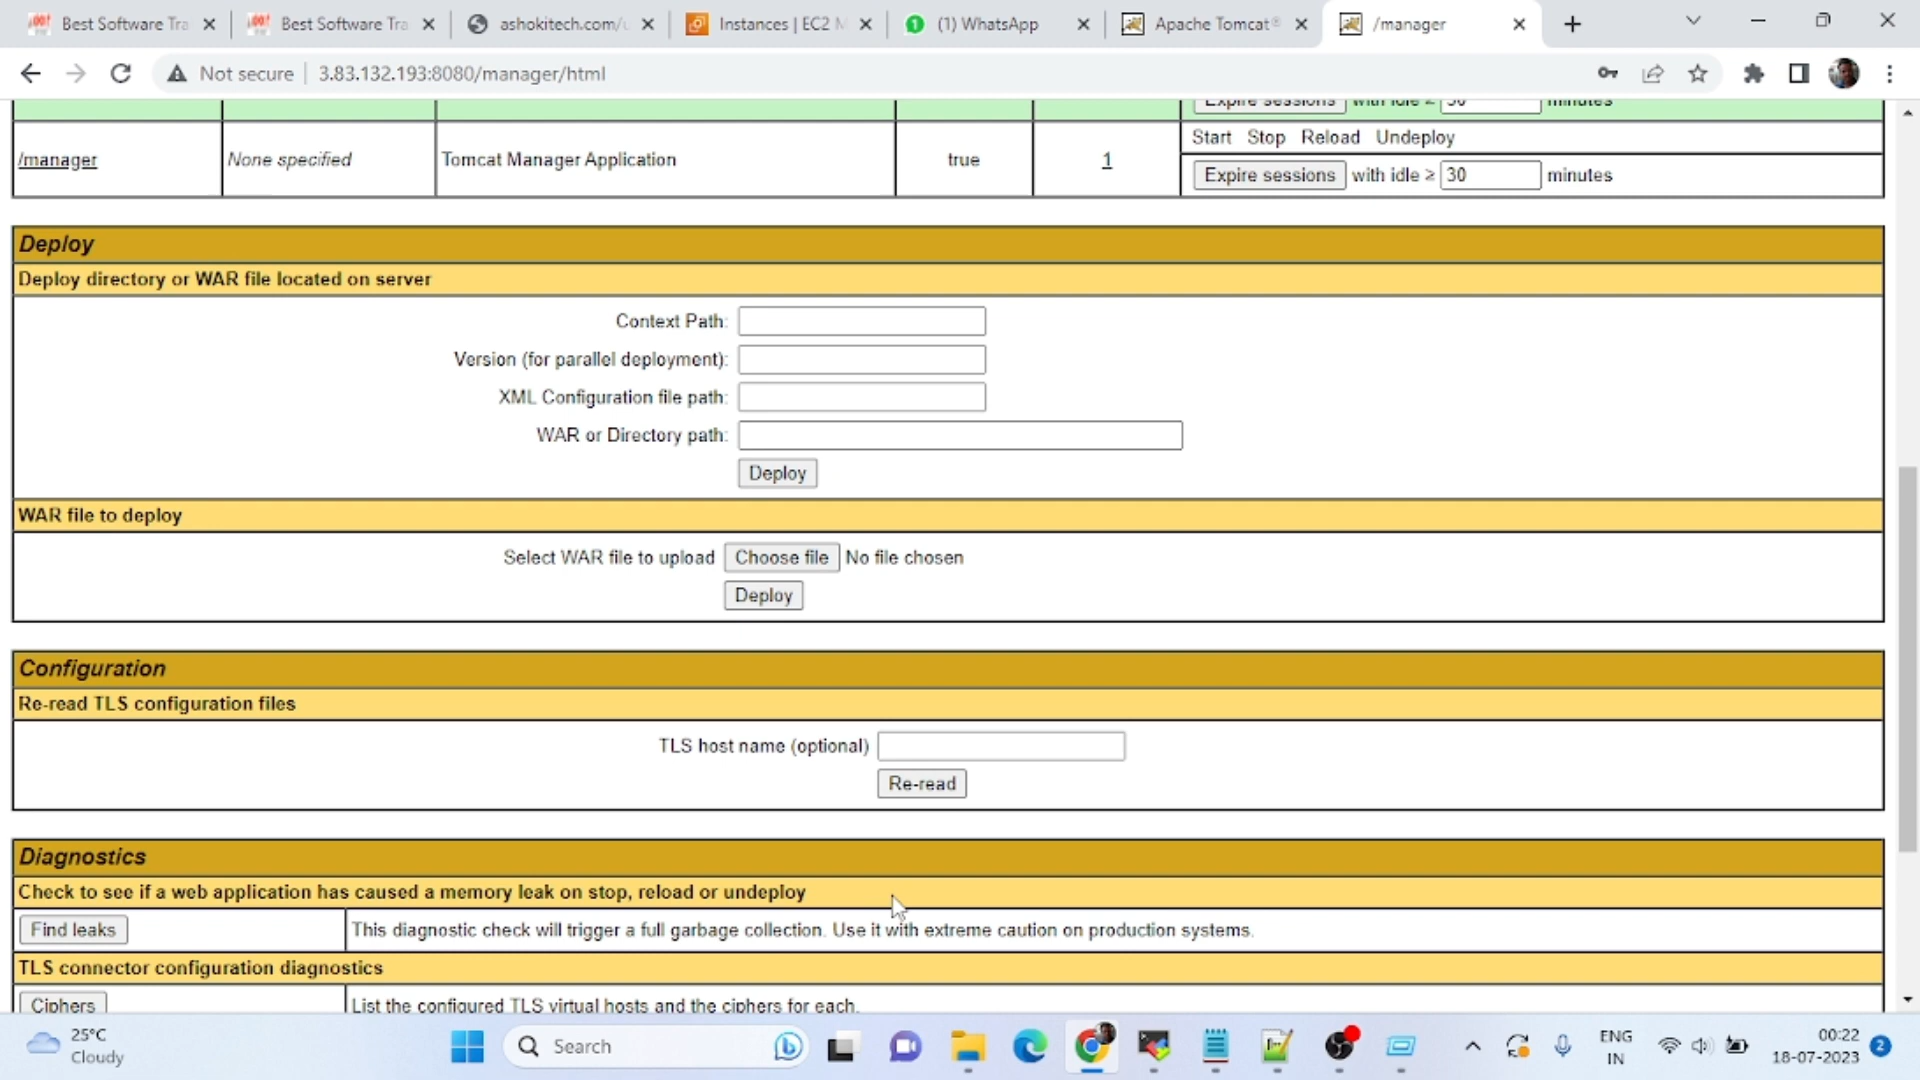 Best Software Tra
Best Software Tra
ashokitech.com/u
Instances | EC2 M
(1) WhatsApp
Apache Tomcat®
/manager
Not secure | 3.83.132.193:8080/manager/html
Expire sessions with idle ≥ 30 minutes
/manager
None specified
Tomcat Manager Application
true
1
Start Stop Reload Undeploy
Expire sessions with idle ≥ 30 minutes
Deploy
Deploy directory or WAR file located on server
Context Path:
Version (for parallel deployment):
XML Configuration file path:
WAR or Directory path:
Deploy
WAR file to deploy
Select WAR file to upload Choose file No file chosen
Deploy
Configuration
Re-read TLS configuration files
TLS host name (optional)
Re-read
Diagnostics
Check to see if a web application has caused a memory leak on stop, reload or undeploy
Find leaks
This diagnostic check will trigger a full garbage collection. Use it with extreme caution on production systems.
TLS connector configuration diagnostics
Ciphers
List the configured TLS virtual hosts and the ciphers for each.
25°C
Cloudy
Search
ENG
IN
00:22
18-07-2023
2